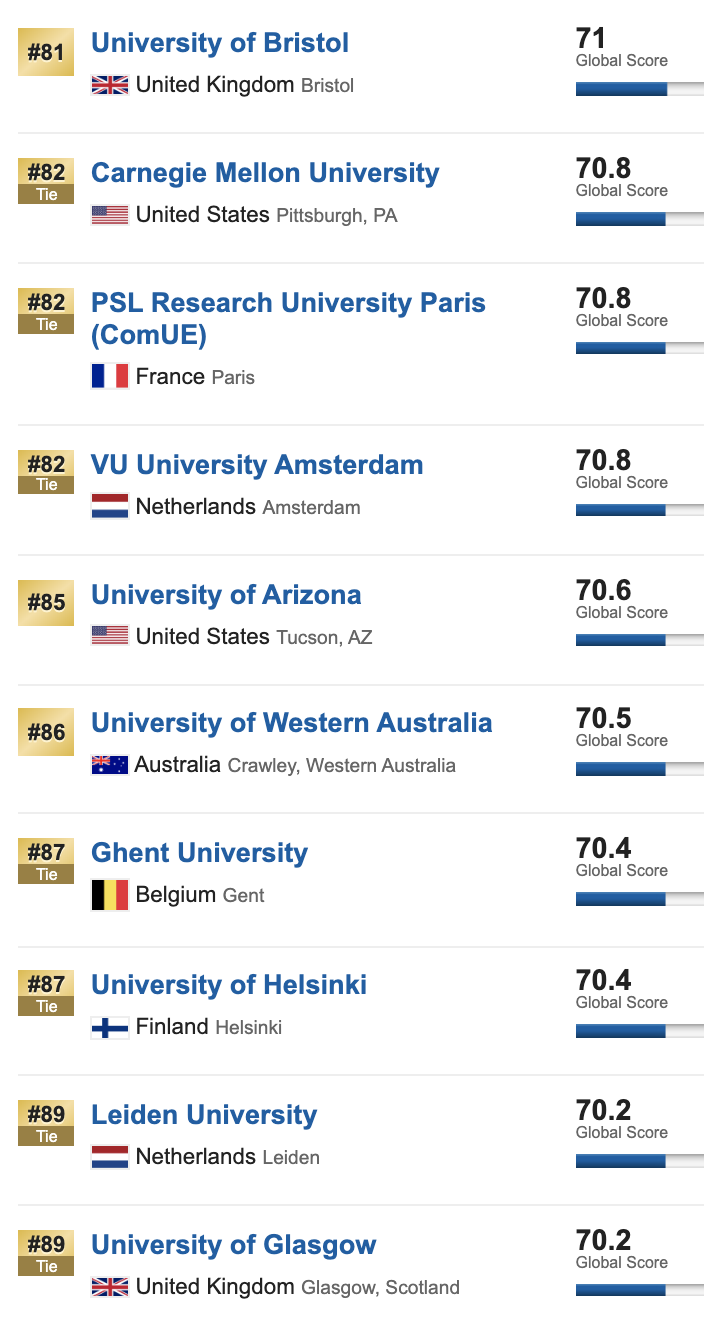 #81 University of Bristol 71
Global Score
United Kingdom Bristol
#82 Carnegie Mellon University 70.8
Tie Global Score
United States Pittsburgh, PA
#82 PSL Research University Paris 70.8
Tie (ComUE) Global Score
France Paris
#82 VU University Amsterdam 70.8
Tie Global Score
Netherlands Amsterdam
#85 University of Arizona 70.6
Global Score
United States Tucson, AZ
#86 University of Western Australia 70.5
Global Score
Australia Crawley, Western Australia
#87 Ghent University 70.4
Tie Global Score
Belgium Gent
#87 University of Helsinki 70.4
Tie Global Score
Finland Helsinki
#89 Leiden University 70.2
Tie Global Score
Netherlands Leiden
#89 University of Glasgow 70.2
Tie Global Score
United Kingdom Glasgow, Scotland